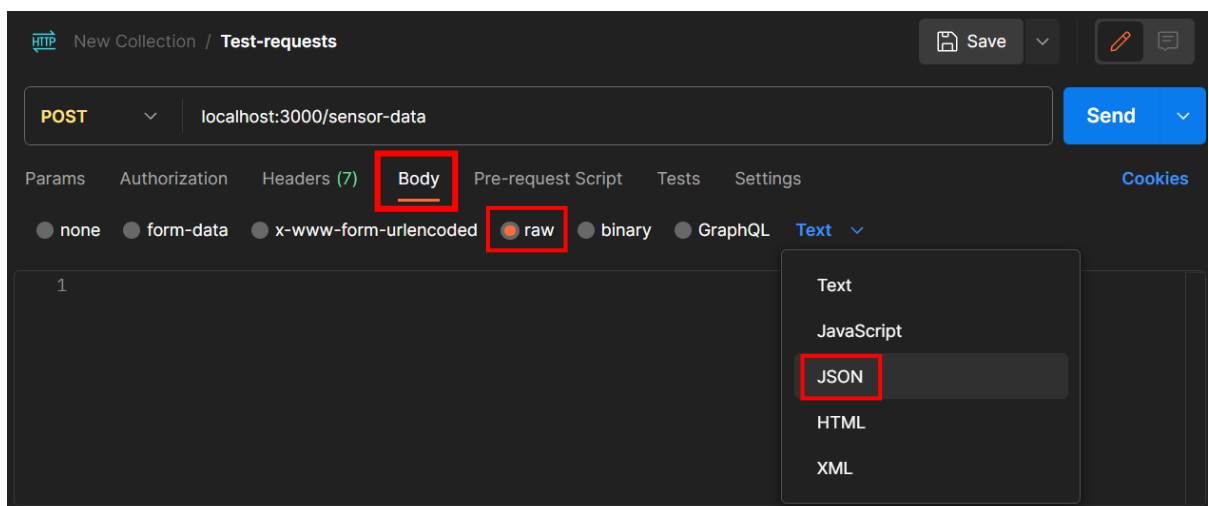 HTTP New Collection / Test-requests Save
POST localhost:3000/sensor-data Send
Params Authorization Headers (7) Body Pre-request Script Tests Settings Cookies
none form-data x-www-form-urlencoded raw binary GraphQL Text
1
Text
JavaScript
JSON
HTML
XML